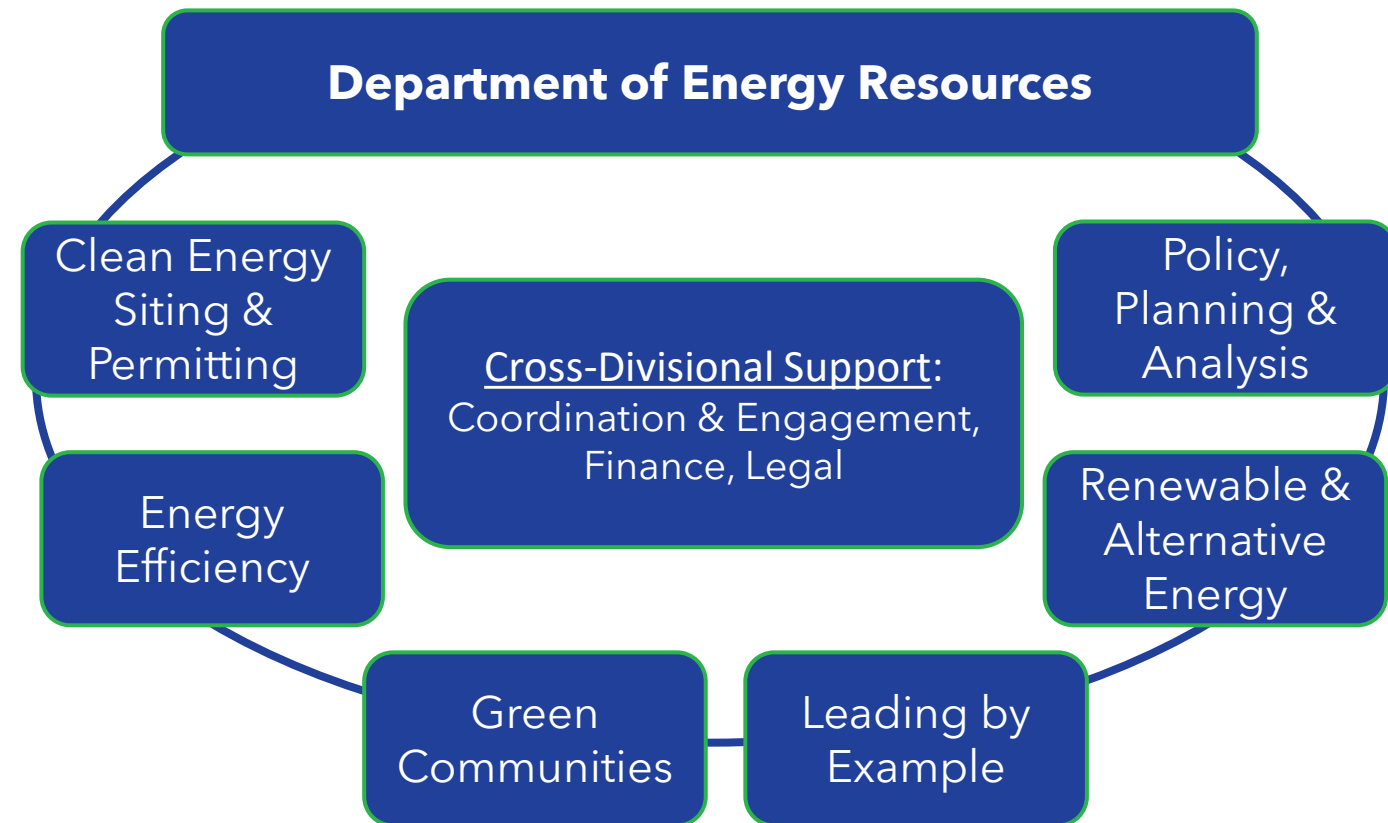 Department of Energy Resources
Clean Energy
Siting &
Permitting
Policy,
Planning &
Analysis
Cross-Divisional Support:
Coordination & Engagement,
Finance, Legal
Energy
Efficiency
Renewable &
Alternative
Energy
Green
Communities
Leading by
Example